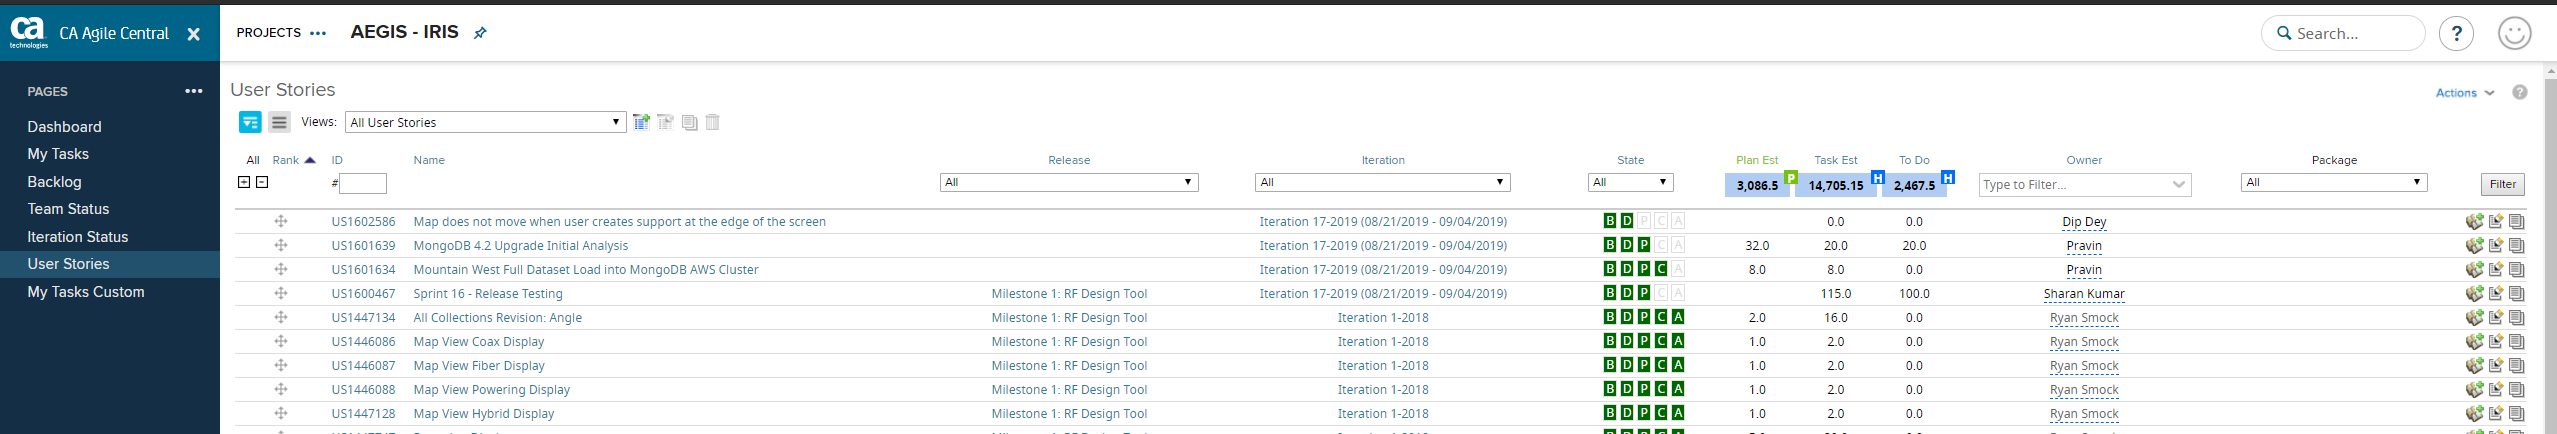 ca technologies CA Agile Central PROJECTS ••• AEGIS - IRIS Search... ?
PAGES •••
Dashboard
My Tasks
Backlog
Team Status
Iteration Status
User Stories
My Tasks Custom
User Stories Actions ?
Views: All User Stories
All Rank ID Name Release Iteration State Plan Est Task Est To Do Owner Package
# All All All 3,086.5 P 14,705.15 H 2,467.5 H Type to Filter... All Filter
US1602586 Map does not move when user creates support at the edge of the screen Iteration 17-2019 (08/21/2019 - 09/04/2019) B D P C A 0.0 0.0 Dip Dey
US1601639 MongoDB 4.2 Upgrade Initial Analysis Iteration 17-2019 (08/21/2019 - 09/04/2019) B D P C A 32.0 20.0 20.0 Pravin
US1601634 Mountain West Full Dataset Load into MongoDB AWS Cluster Iteration 17-2019 (08/21/2019 - 09/04/2019) B D P C A 8.0 8.0 0.0 Pravin
US1600467 Sprint 16 - Release Testing Milestone 1: RF Design Tool Iteration 17-2019 (08/21/2019 - 09/04/2019) B D P C A 115.0 100.0 Sharan Kumar
US1447134 All Collections Revision: Angle Milestone 1: RF Design Tool Iteration 1-2018 B D P C A 2.0 16.0 0.0 Ryan Smock
US1446086 Map View Coax Display Milestone 1: RF Design Tool Iteration 1-2018 B D P C A 1.0 2.0 0.0 Ryan Smock
US1446087 Map View Fiber Display Milestone 1: RF Design Tool Iteration 1-2018 B D P C A 1.0 2.0 0.0 Ryan Smock
US1446088 Map View Powering Display Milestone 1: RF Design Tool Iteration 1-2018 B D P C A 1.0 2.0 0.0 Ryan Smock
US1447128 Map View Hybrid Display Milestone 1: RF Design Tool Iteration 1-2018 B D P C A 1.0 2.0 0.0 Ryan Smock